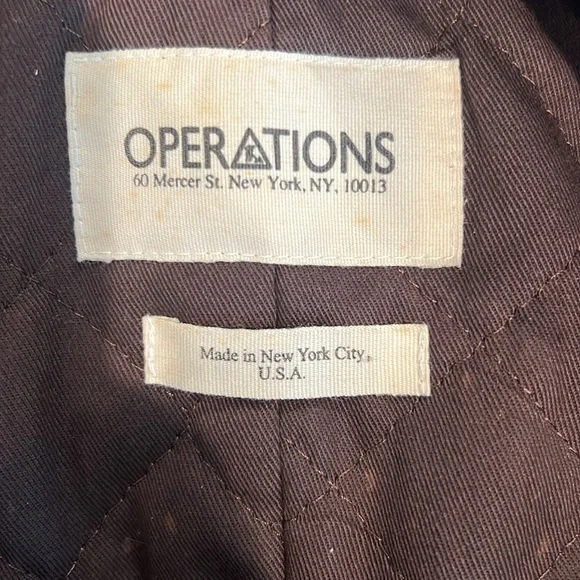 OPERATIONS
60 Mercer St. New York, NY, 10013
Made in New York City,
U.S.A.